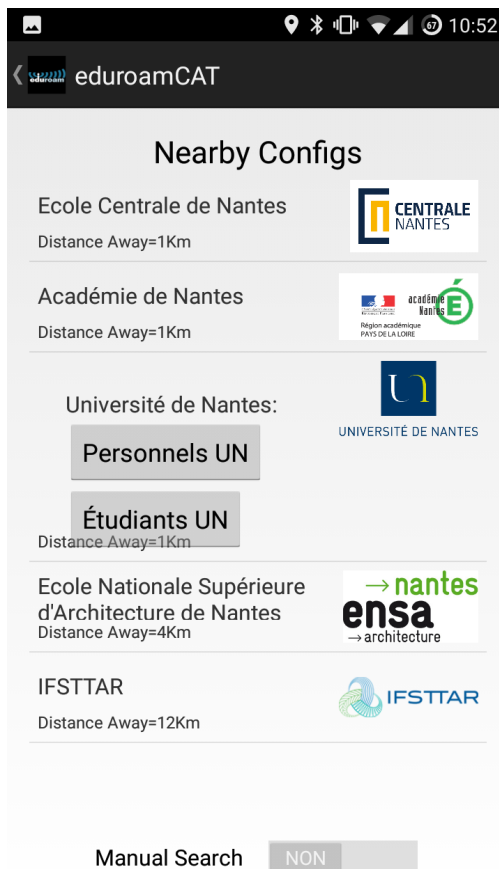 67 10:52
eduroam eduroamCAT
Nearby Configs
Ecole Centrale de Nantes
Distance Away=1Km
CENTRALE
NANTES
Académie de Nantes
Distance Away=1Km
académie
Nantes
Région académique
PAYS DE LA LOIRE
Université de Nantes:
UNIVERSITÉ DE NANTES
Personnels UN
Étudiants UN
Distance Away=1Km
Ecole Nationale Supérieure
d'Architecture de Nantes
Distance Away=4Km
→nantes
ensa
→architecture
IFSTTAR
Distance Away=12Km
IFSTTAR
Manual Search NON